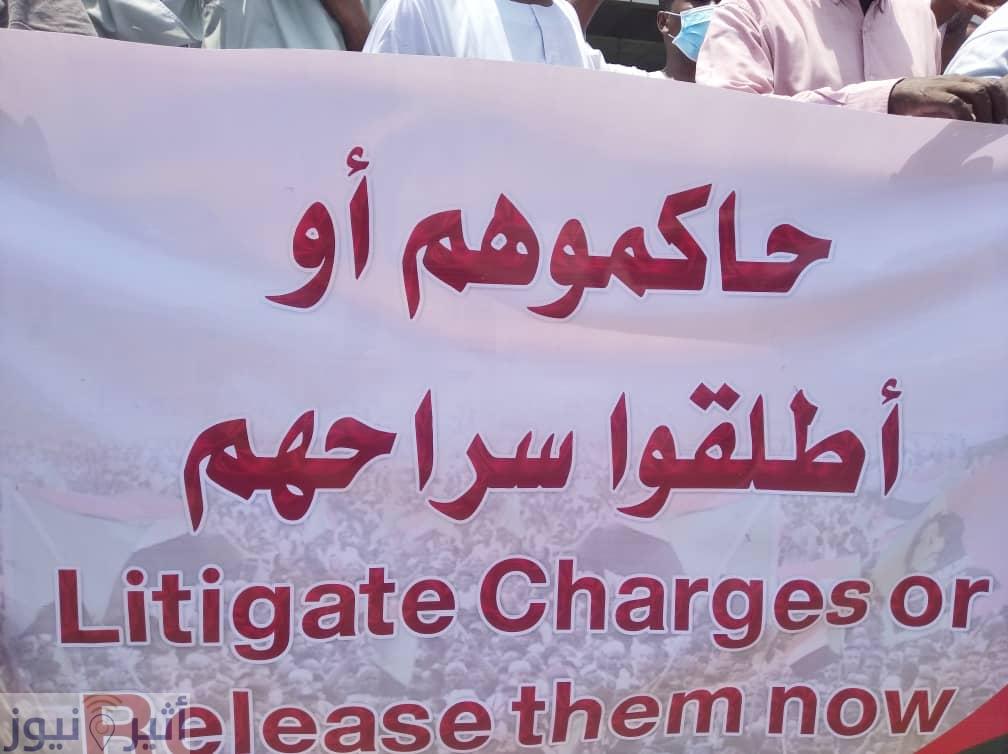 حاكموهم أو
أطلقوا سراحهم
Litigate Charges or
Release them now
أثير نيوز